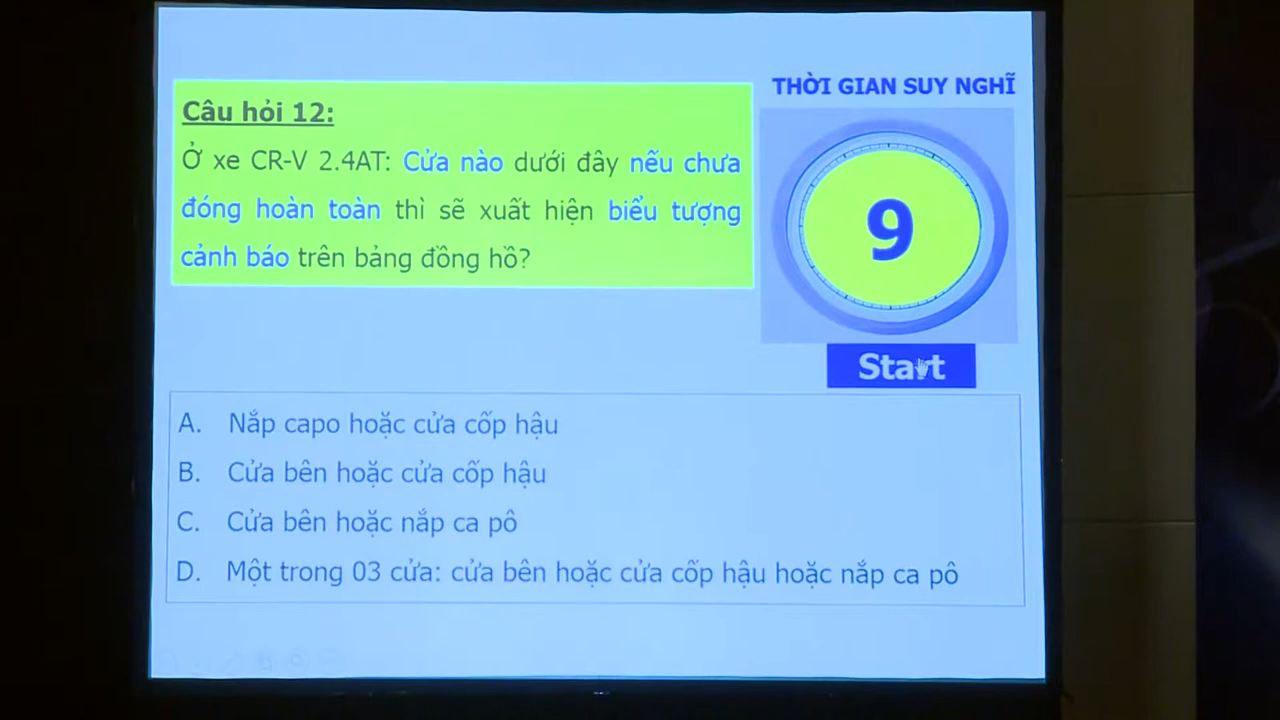 THỜI GIAN SUY NGHĨ
Câu hỏi 12:
Ở xe CR-V 2.4AT: Cửa nào dưới đây nếu chưa
đóng hoàn toàn thì sẽ xuất hiện biểu tượng
cảnh báo trên bảng đồng hồ?
9
Start
A. Nắp capo hoặc cửa cốp hậu
B. Cửa bên hoặc cửa cốp hậu
C. Cửa bên hoặc nắp ca pô
D. Một trong 03 cửa: cửa bên hoặc cửa cốp hậu hoặc nắp ca pô